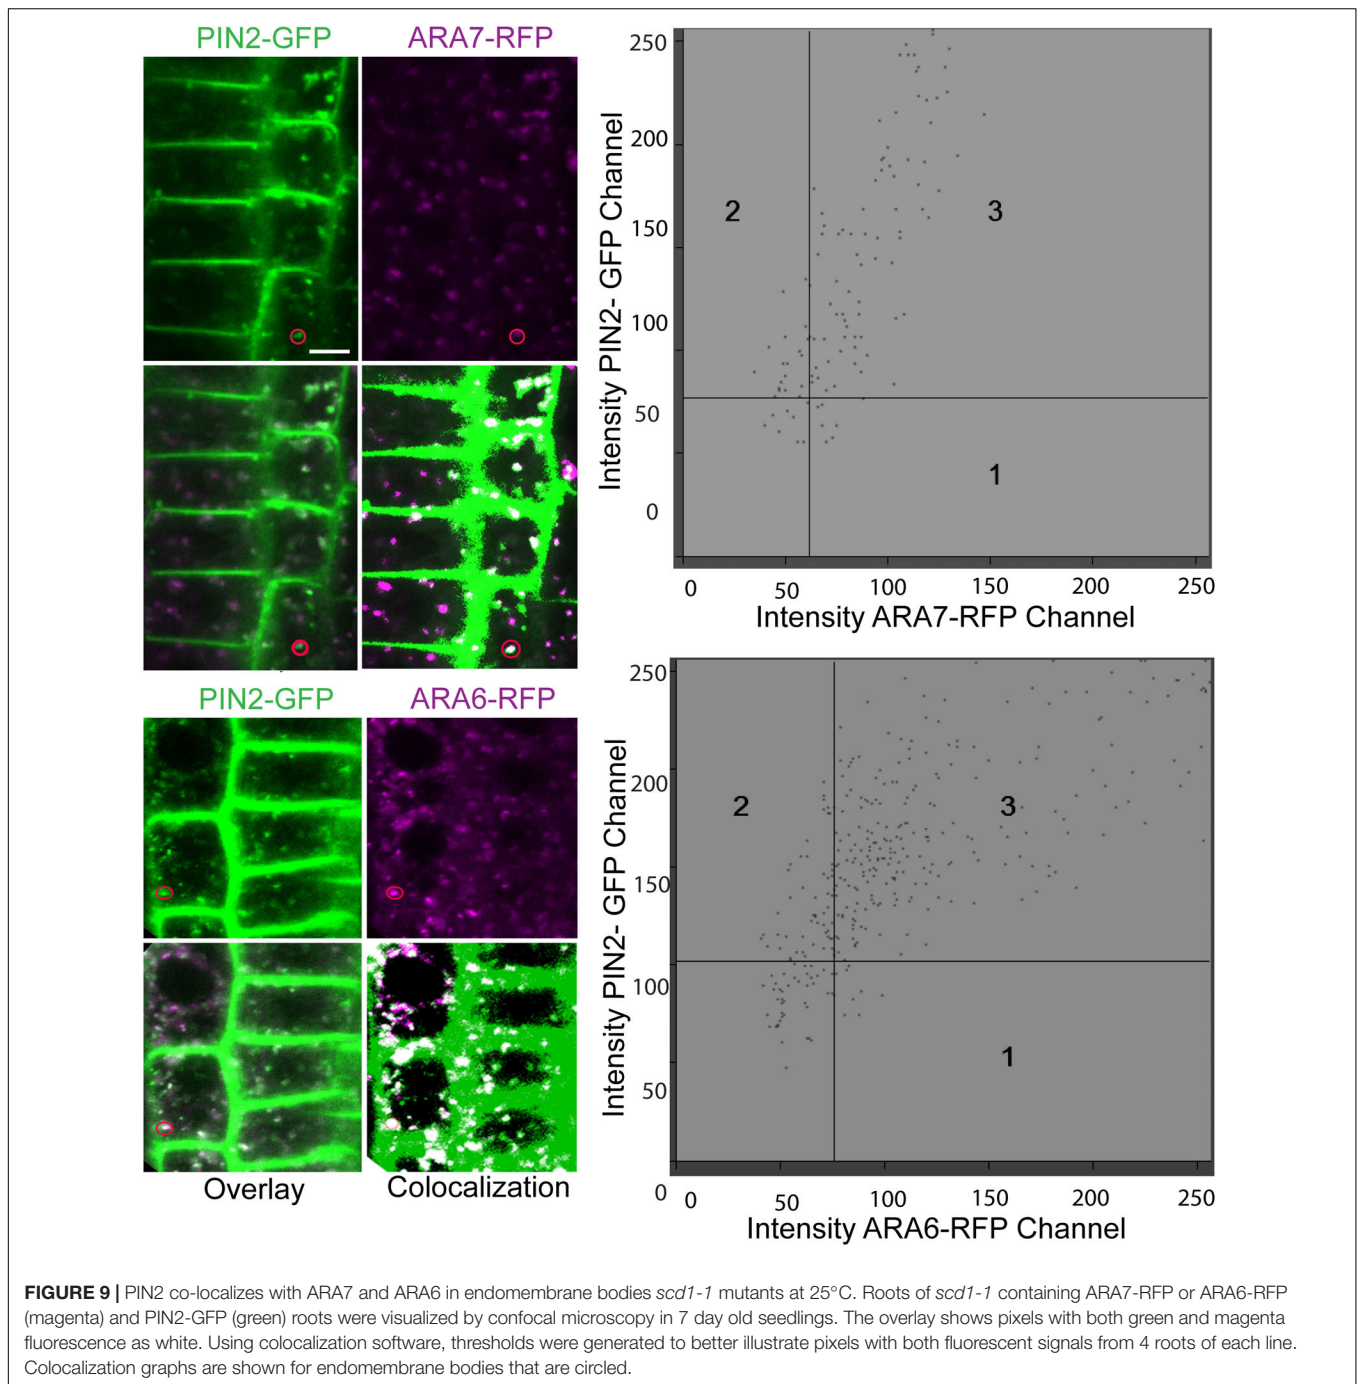 PIN2-GFP ARA7-RFP
250
200
150
100
50
0
Intensity PIN2- GFP Channel
2
3
1
0 50 100 150 200 250
Intensity ARA7-RFP Channel
PIN2-GFP ARA6-RFP
250
200
150
100
50
0
Intensity PIN2- GFP Channel
2
3
1
0 50 100 150 200 250
Intensity ARA6-RFP Channel
Overlay Colocalization
FIGURE 9 | PIN2 co-localizes with ARA7 and ARA6 in endomembrane bodies scd1-1 mutants at 25°C. Roots of scd1-1 containing ARA7-RFP or ARA6-RFP
(magenta) and PIN2-GFP (green) roots were visualized by confocal microscopy in 7 day old seedlings. The overlay shows pixels with both green and magenta
fluorescence as white. Using colocalization software, thresholds were generated to better illustrate pixels with both fluorescent signals from 4 roots of each line.
Colocalization graphs are shown for endomembrane bodies that are circled.